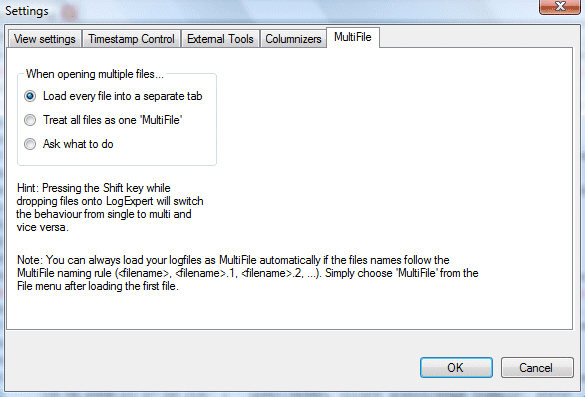 Settings
View settings Timestamp Control External Tools Columnizers MultiFile
When opening multiple files...
Load every file into a separate tab
Treat all files as one 'MultiFile'
Ask what to do
Hint: Pressing the Shift key while
dropping files onto LogExpert will switch
the behaviour from single to multi and
vice versa.
Note: You can always load your logfiles as MultiFile automatically if the files names follow the
MultiFile naming rule (<filename>, <filename>.1, <filename>.2, ...). Simply choose 'MultiFile' from the
File menu after loading the first file.
OK Cancel